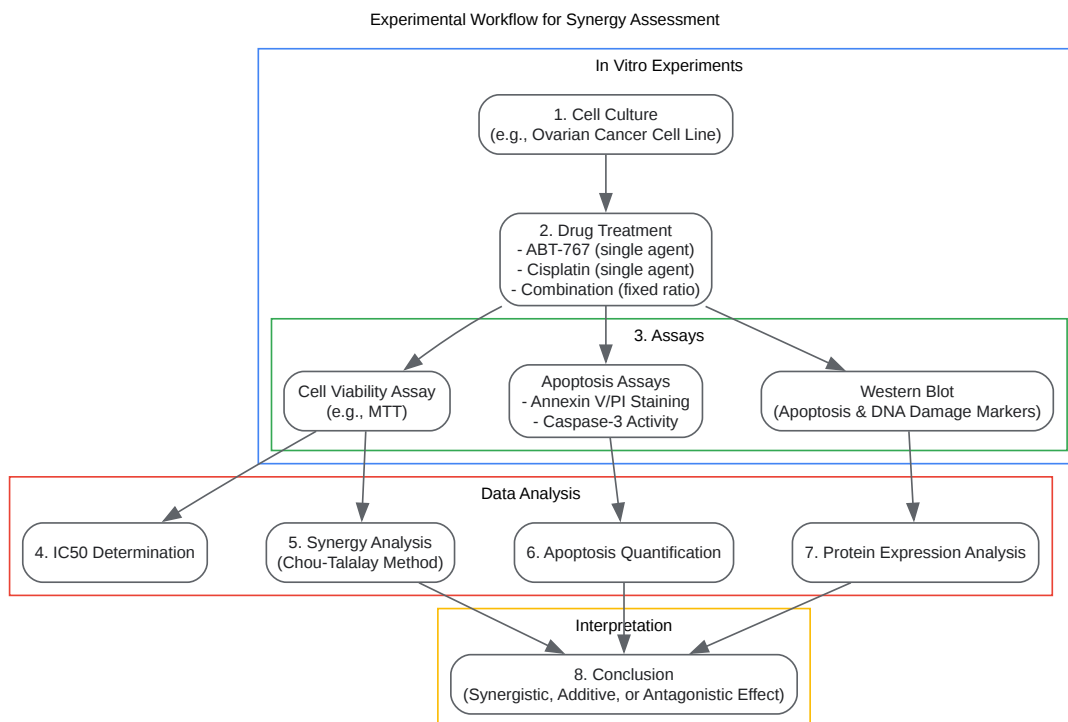 Experimental Workflow for Synergy Assessment
In Vitro Experiments
1. Cell Culture
(e.g., Ovarian Cancer Cell Line)
2. Drug Treatment
- ABT-767 (single agent)
- Cisplatin (single agent)
- Combination (fixed ratio)
3. Assays
Cell Viability Assay
(e.g., MTT)
Apoptosis Assays
- Annexin V/PI Staining
- Caspase-3 Activity
Western Blot
(Apoptosis & DNA Damage Markers)
Data Analysis
4. IC50 Determination
5. Synergy Analysis
(Chou-Talalay Method)
6. Apoptosis Quantification
7. Protein Expression Analysis
Interpretation
8. Conclusion
(Synergistic, Additive, or Antagonistic Effect)